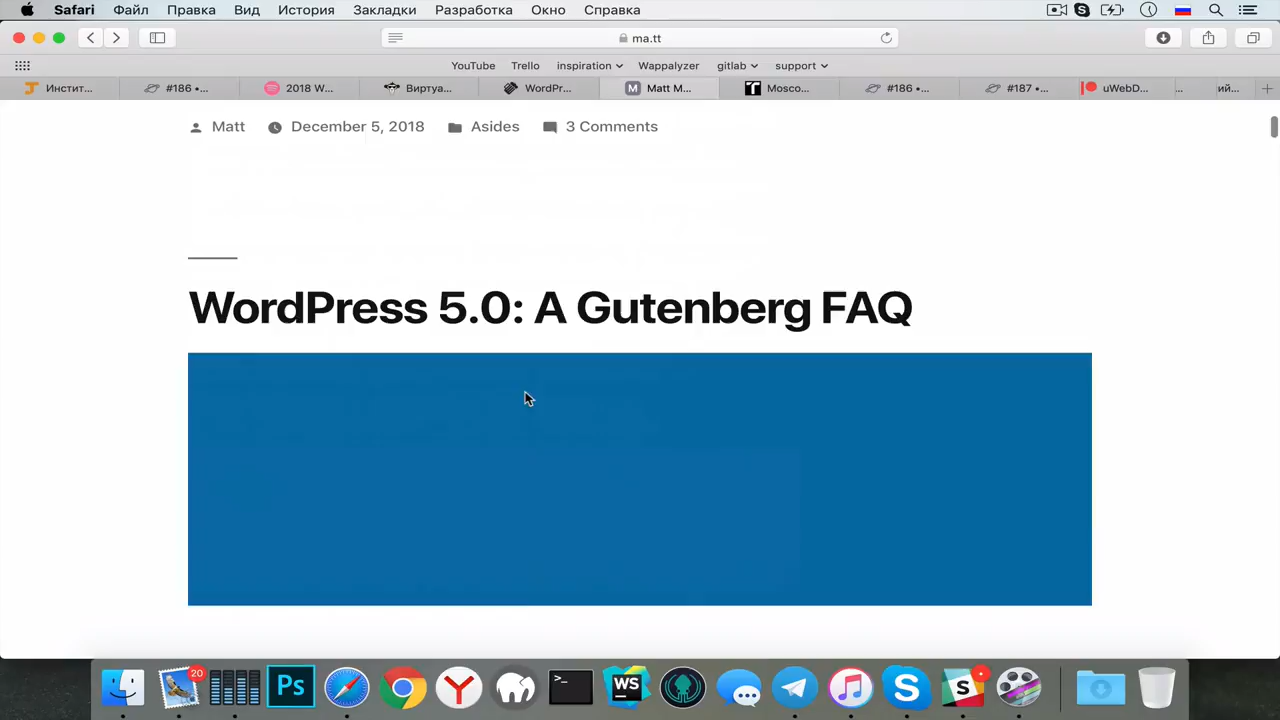 Safari Файл Правка Вид История Закладки Разработка Окно Справка
ma.tt
YouTube Trello inspiration Wappalyzer gitlab support
Инстит... #186 •... 2018 W... Виртуа... WordPr... M Matt M... Mosco... #186 •... #187 •... uWebD... ... ий...
Matt December 5, 2018 Asides 3 Comments
WordPress 5.0: A Gutenberg FAQ
20 Ps Y >_ WS S S